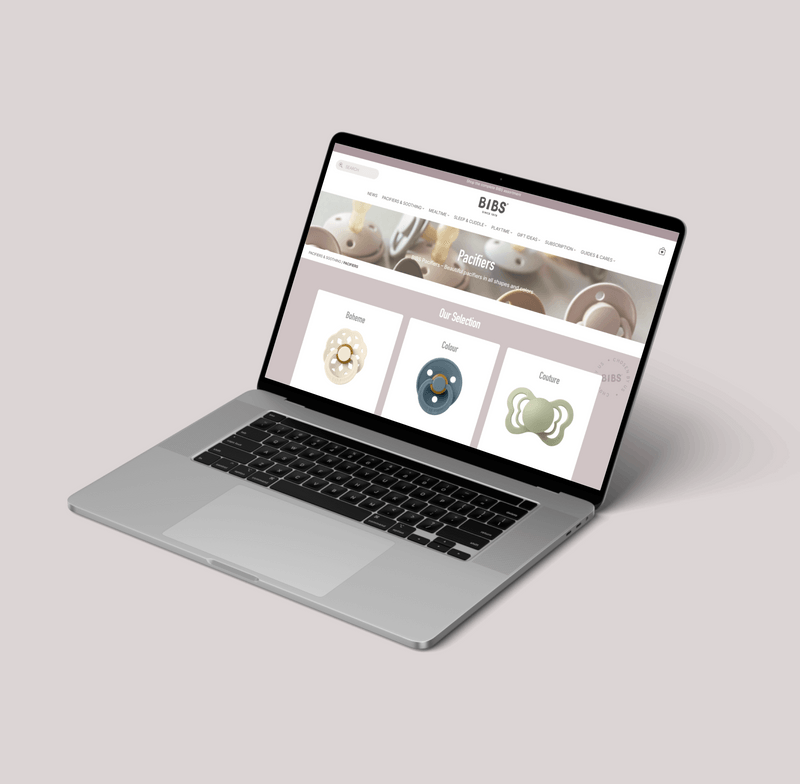 BIBS
NEWS PACIFIERS & SOOTHING MEALTIME SLEEP & CUDDLE PLAYTIME GIFT IDEAS SUBSCRIPTION GUIDES & CARES
Pacifiers
Beautiful pacifiers in all shapes and
PACIFIERS & SOOTHING / PACIFIERS
Our Selection
Boheme
Colour
Couture
BIBS